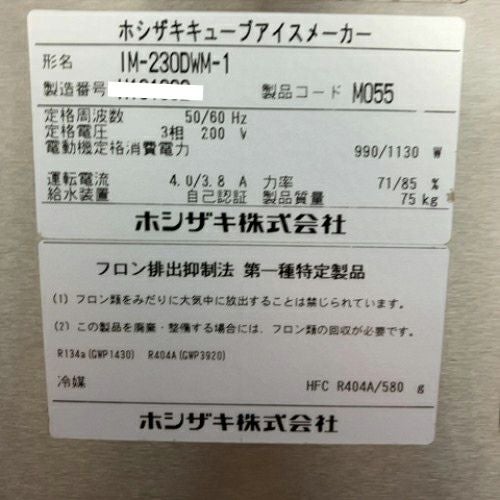 ホシザキキューブアイスメーカー
形名 IM-230DWM-1
製造番号
製品コード M055
定格周波数 50/60 Hz
定格電圧 3相 200 V
電動機定格消費電力 990/1130 W
運転電流 4.0/3.8 A 力率 71/85 %
給水装置 自己認証 製品質量 75 kg
ホシザキ株式会社
フロン排出抑制法 第一種特定製品
(1) フロン類をみだりに大気中に放出することは禁じられています。
(2) この製品を廃棄・整備する場合には、フロン類の回収が必要です。
R134a(GWP1430) R404A(GWP3920)
冷媒 HFC R404A/580 g
ホシザキ株式会社